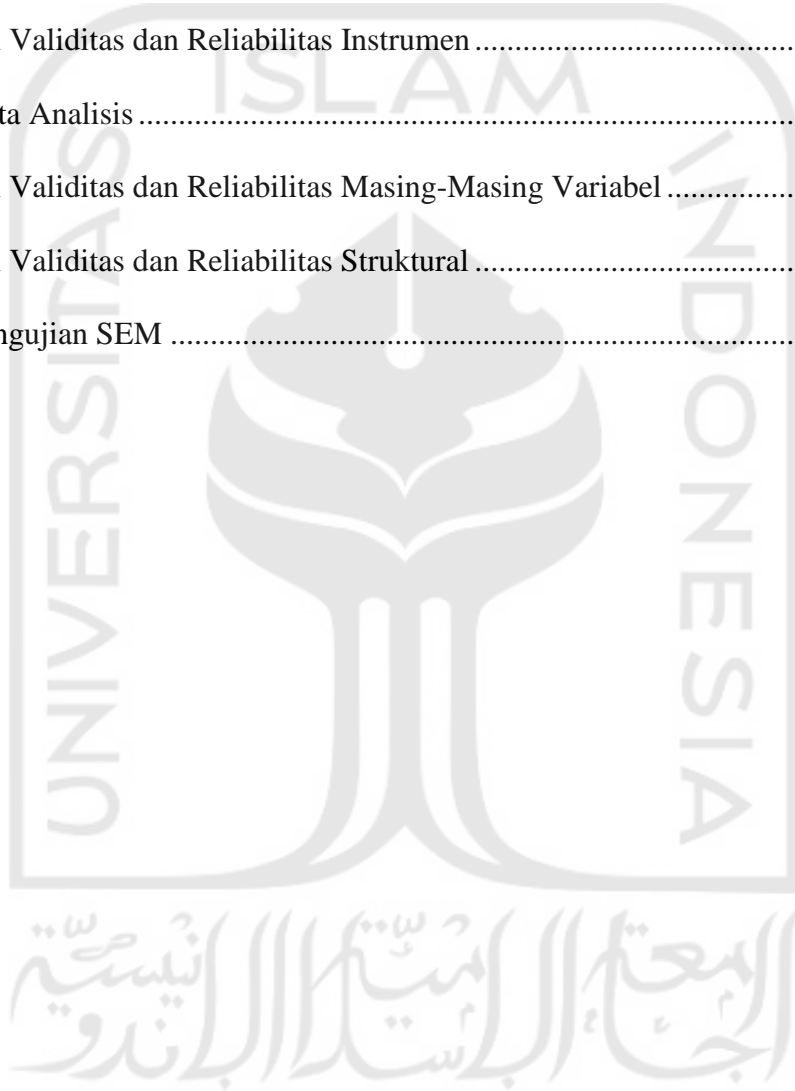 Validitas dan Reliabilitas Instrumen ........................................
ta Analisis ........................................................................................
Validitas dan Reliabilitas Masing-Masing Variabel ................
Validitas dan Reliabilitas Struktural ........................................
ngujian SEM ...................................................................................
ISLAM
UNIVERSITAS
INDONESIA